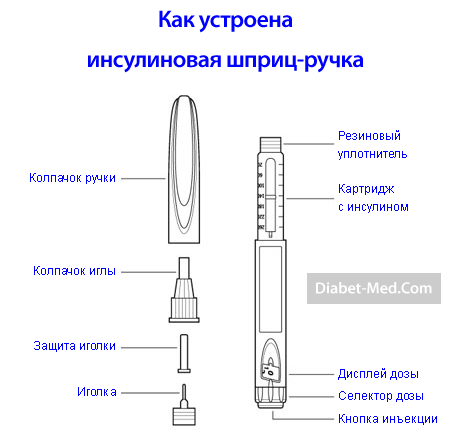 Как устроена
инсулиновая шприц-ручка
Колпачок ручки
Колпачок иглы
Защита иголки
Иголка
Резиновый
уплотнитель
Картридж
с инсулином
Diabet-Med.Com
Дисплей дозы
Селектор дозы
Кнопка инъекции